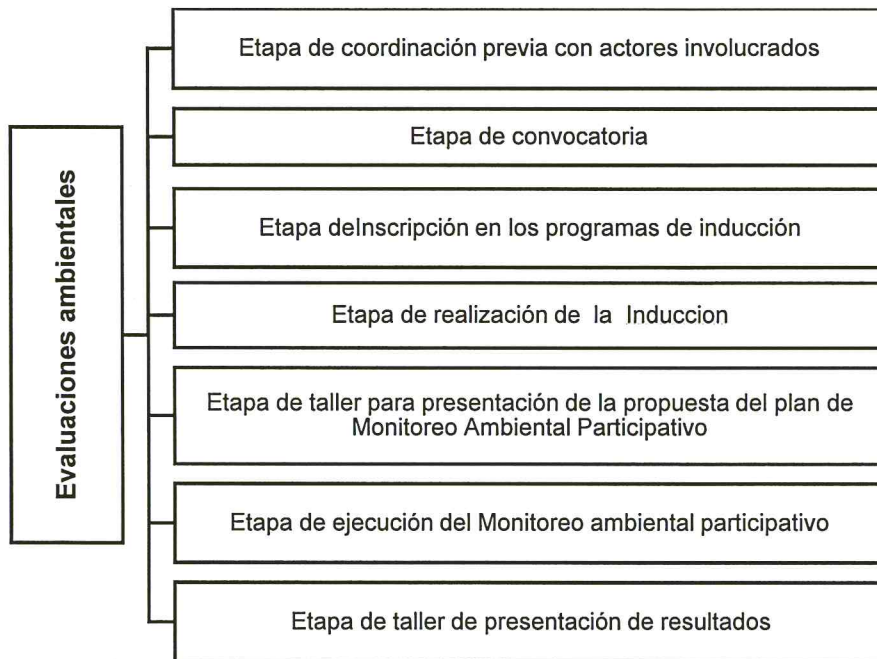 Evaluaciones ambientales
Etapa de coordinación previa con actores involucrados
Etapa de convocatoria
Etapa deInscripción en los programas de inducción
Etapa de realización de la Induccion
Etapa de taller para presentación de la propuesta del plan de
Monitoreo Ambiental Participativo
Etapa de ejecución del Monitoreo ambiental participativo
Etapa de taller de presentación de resultados